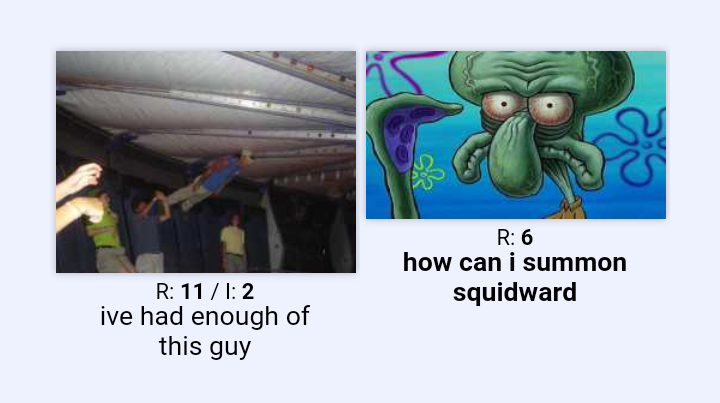 R: 11 / I: 2
ive had enough of
this guy
R: 6
how can i summon
squidward